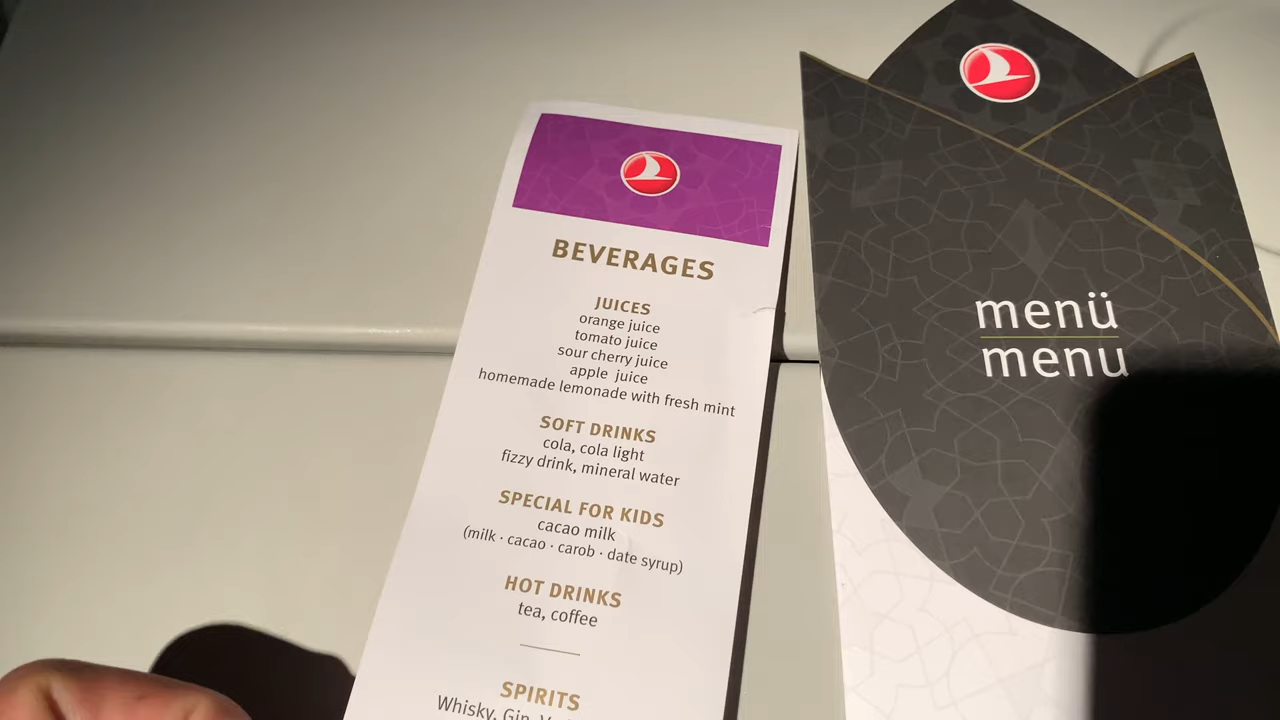 BEVERAGES
JUICES
orange juice
tomato juice
sour cherry juice
apple juice
homemade lemonade with fresh mint
SOFT DRINKS
cola, cola light
fizzy drink, mineral water
SPECIAL FOR KIDS
cacao milk
(milk · cacao · carob · date syrup)
HOT DRINKS
tea, coffee
SPIRITS
Whisky, Gin,
menü
menu